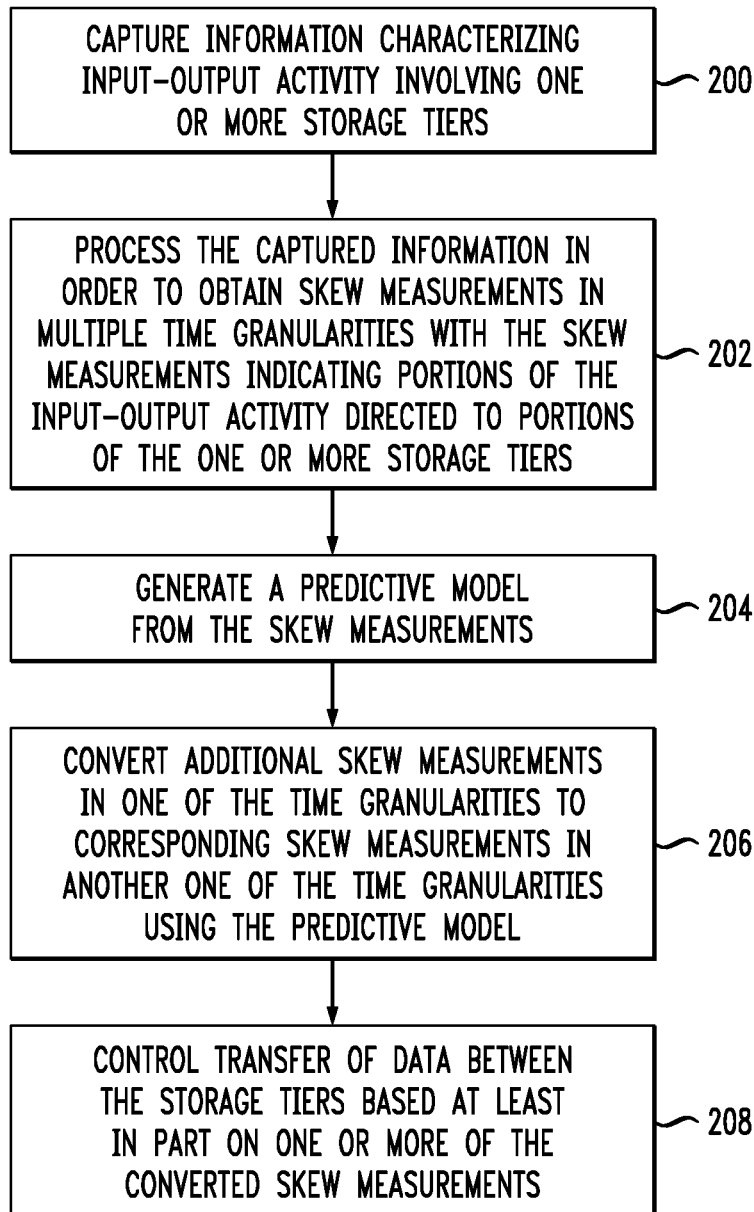 CAPTURE INFORMATION CHARACTERIZING
INPUT-OUTPUT ACTIVITY INVOLVING ONE
OR MORE STORAGE TIERS
200
PROCESS THE CAPTURED INFORMATION IN
ORDER TO OBTAIN SKEW MEASUREMENTS IN
MULTIPLE TIME GRANULARITIES WITH THE SKEW
MEASUREMENTS INDICATING PORTIONS OF THE
INPUT-OUTPUT ACTIVITY DIRECTED TO PORTIONS
OF THE ONE OR MORE STORAGE TIERS
202
GENERATE A PREDICTIVE MODEL
FROM THE SKEW MEASUREMENTS
204
CONVERT ADDITIONAL SKEW MEASUREMENTS
IN ONE OF THE TIME GRANULARITIES TO
CORRESPONDING SKEW MEASUREMENTS IN
ANOTHER ONE OF THE TIME GRANULARITIES
USING THE PREDICTIVE MODEL
206
CONTROL TRANSFER OF DATA BETWEEN
THE STORAGE TIERS BASED AT LEAST
IN PART ON ONE OR MORE OF THE
CONVERTED SKEW MEASUREMENTS
208